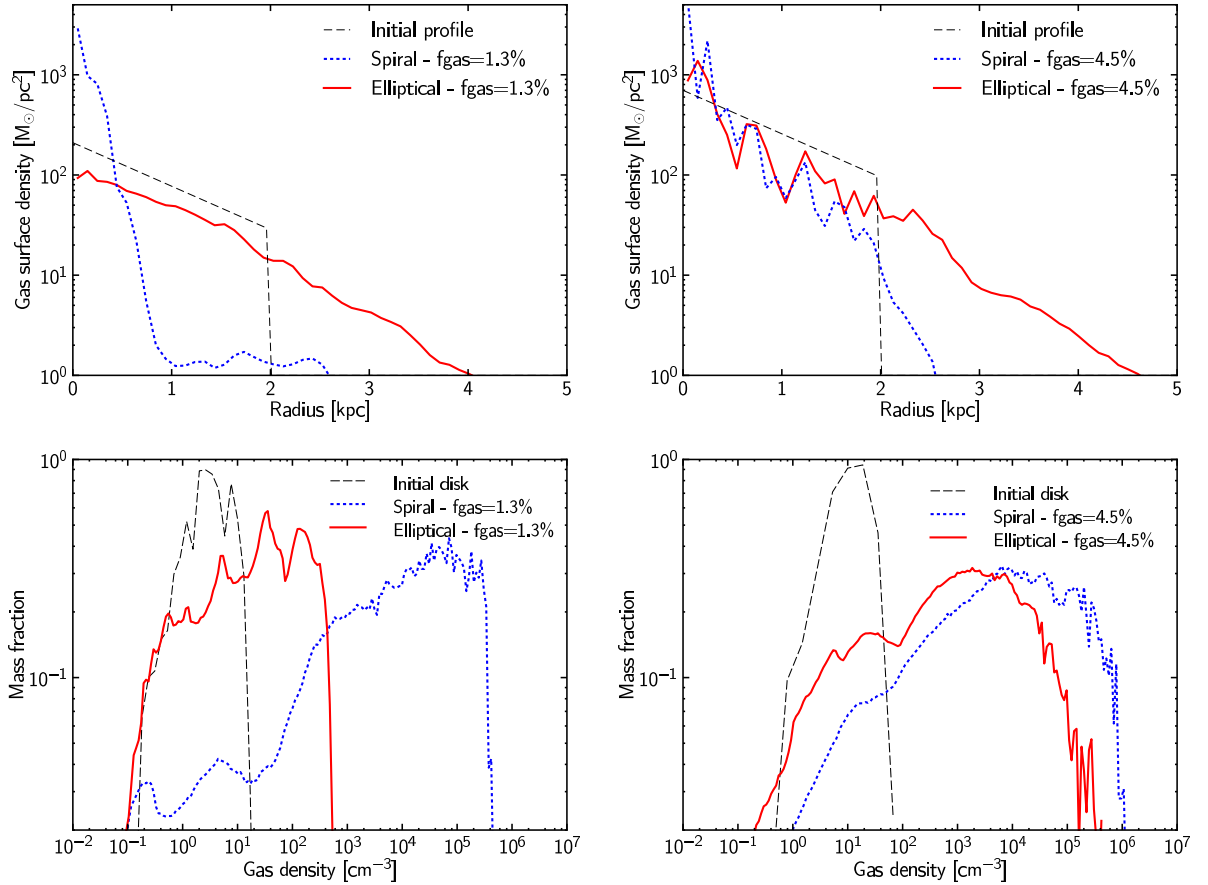 Gas surface density [M⊙/pc²]
10³
10²
10¹
10⁰
Initial profile
Spiral - fgas=1.3%
Elliptical - fgas=1.3%
0 1 2 3 4 5
Radius [kpc]
Gas surface density [M⊙/pc²]
10³
10²
10¹
10⁰
Initial profile
Spiral - fgas=4.5%
Elliptical - fgas=4.5%
0 1 2 3 4 5
Radius [kpc]
Mass fraction
10⁰
10⁻¹
Initial disk
Spiral - fgas=1.3%
Elliptical - fgas=1.3%
10⁻² 10⁻¹ 10⁰ 10¹ 10² 10³ 10⁴ 10⁵ 10⁶ 10⁷
Gas density [cm⁻³]
Mass fraction
10⁰
10⁻¹
Initial disk
Spiral - fgas=4.5%
Elliptical - fgas=4.5%
10⁻² 10⁻¹ 10⁰ 10¹ 10² 10³ 10⁴ 10⁵ 10⁶ 10⁷
Gas density [cm⁻³]